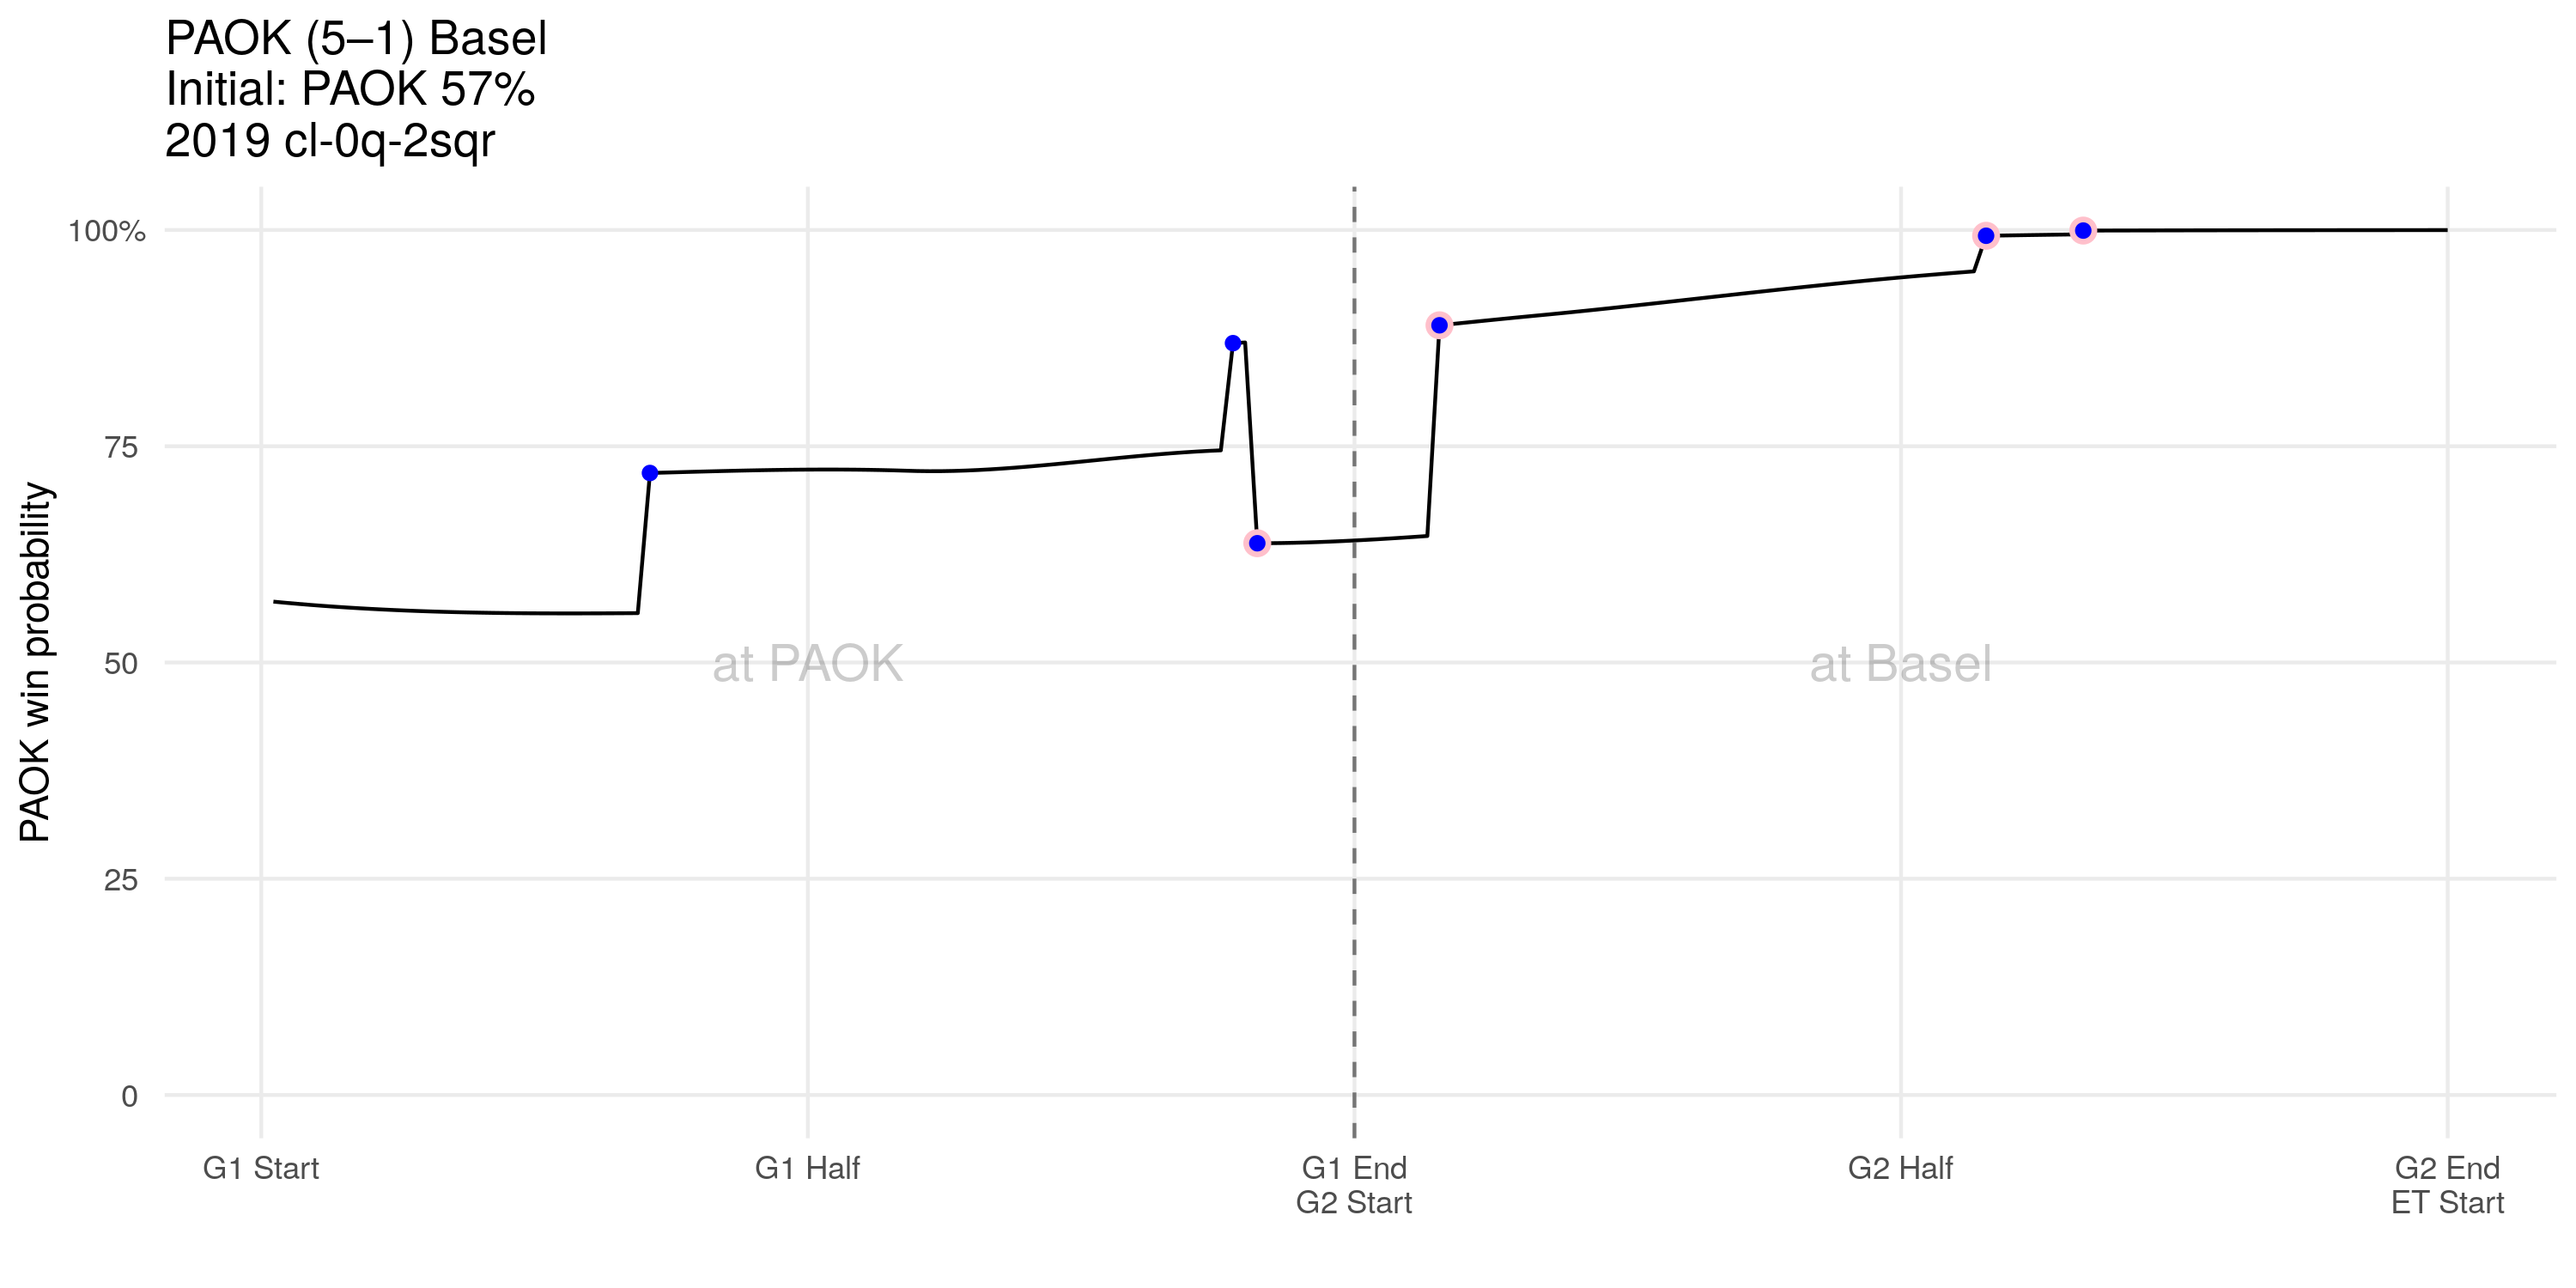 PAOK (5–1) Basel
Initial: PAOK 57%
2019 cl-0q-2sqr
PAOK win probability
100%
75
50
25
0
at PAOK
at Basel
G1 Start
G1 Half
G1 End
G2 Start
G2 Half
G2 End
ET Start